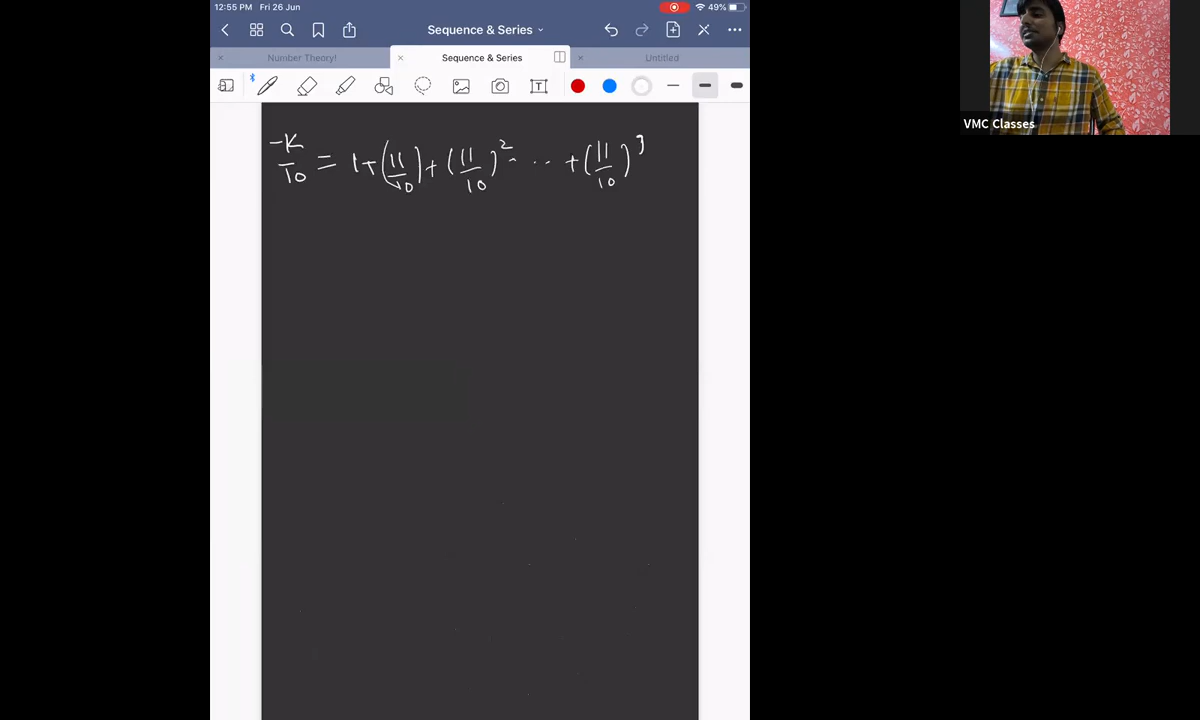 12:55 PM Fri 26 Jun 49%
Sequence & Series
Number Theory! Sequence & Series Untitled
VMC Classes
-K/10 = 1+(11/10)+(11/10)^2 .... +(11/10)^3